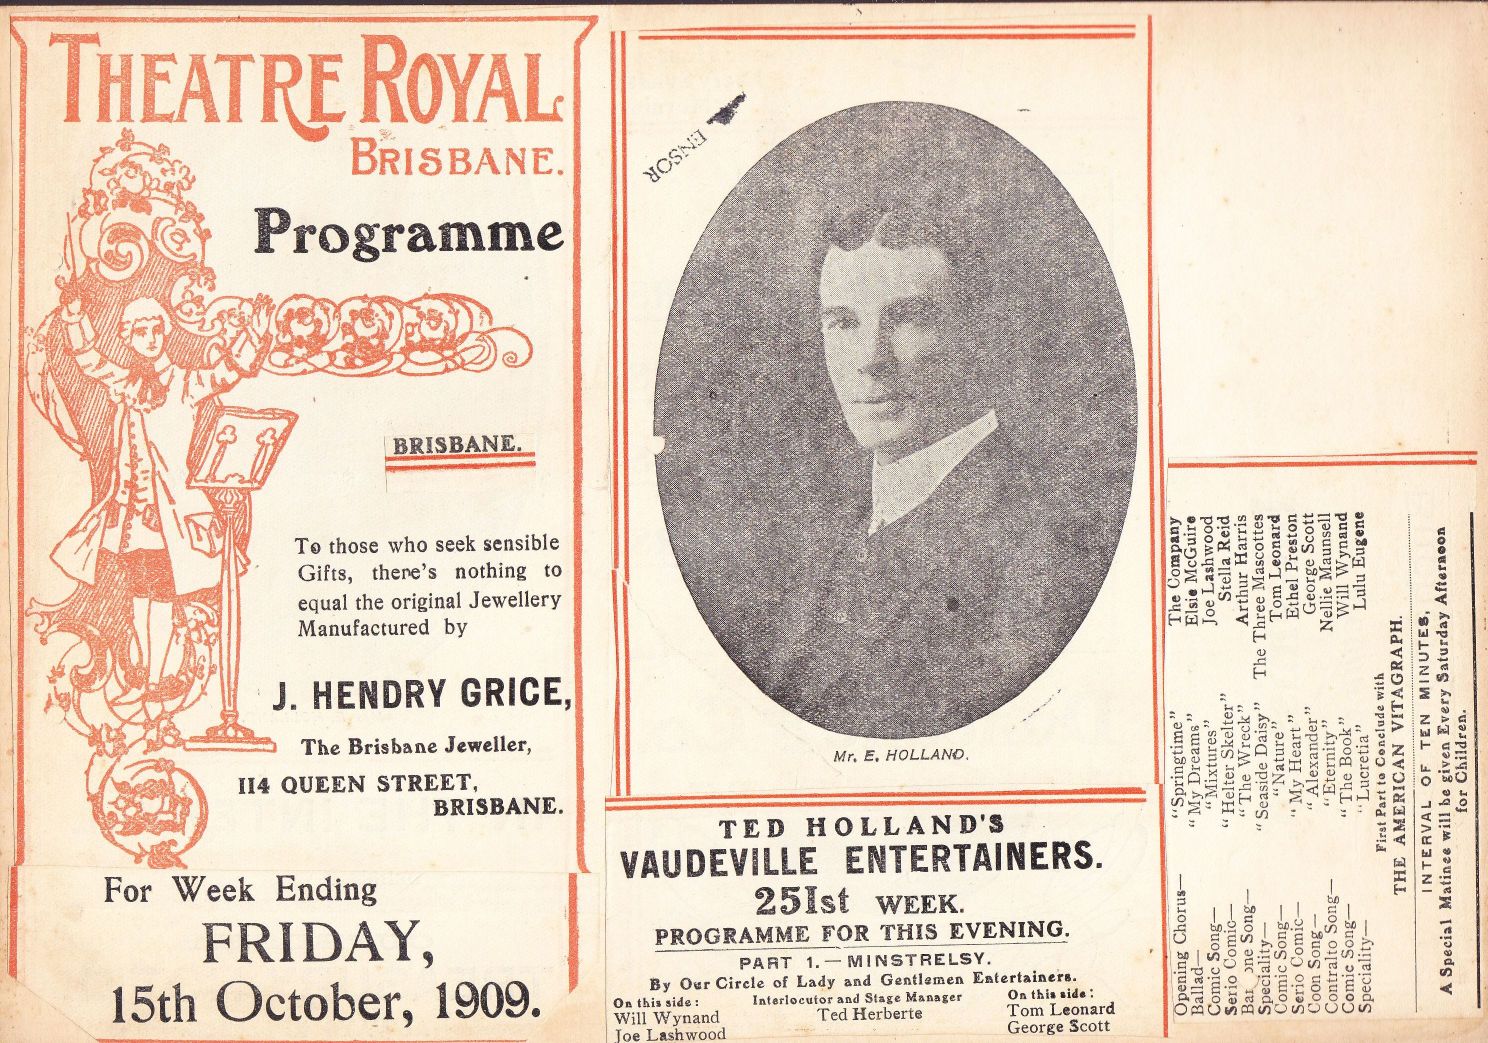 THEATRE ROYAL
BRISBANE.
Programme
BRISBANE.
To those who seek sensible
Gifts, there's nothing to
equal the original Jewellery
Manufactured by
J. HENDRY GRICE,
The Brisbane Jeweller,
114 QUEEN STREET,
BRISBANE.
For Week Ending
FRIDAY,
15th October, 1909.
ENSOR
Mr. E. HOLLAND.
TED HOLLAND'S
VAUDEVILLE ENTERTAINERS.
251st WEEK.
PROGRAMME FOR THIS EVENING.
PART 1.—MINSTRELSY.
By Our Circle of Lady and Gentlemen Entertainers.
On this side: Interlocutor and Stage Manager On this side:
Will Wynand Ted Herberte Tom Leonard
Joe Lashwood George Scott
Opening Chorus— "Springtime" The Company
Ballad— "My Dreams" Elsie McGuire
Comic Song— "Mixtures" Joe Lashwood
Serio Comic— "Helter Skelter" Stella Reid
Bar one Song— "The Wreck" Arthur Harris
Speciality— "Seaside Daisy" The Three Mascottes
Comic Song— "Nature" Tom Leonard
Serio Comic— "My Heart" Ethel Preston
Coon Song— "Alexander" George Scott
Contralto Song— "Eternity" Nellie Maunsell
Comic Song— "The Book" Will Wynand
Speciality— "Lucretia" Lulu Eugene
First Part to Conclude with
THE AMERICAN VITAGRAPH.
INTERVAL OF TEN MINUTES,
A Special Matinee will be given Every Saturday Afternoon
for Children.